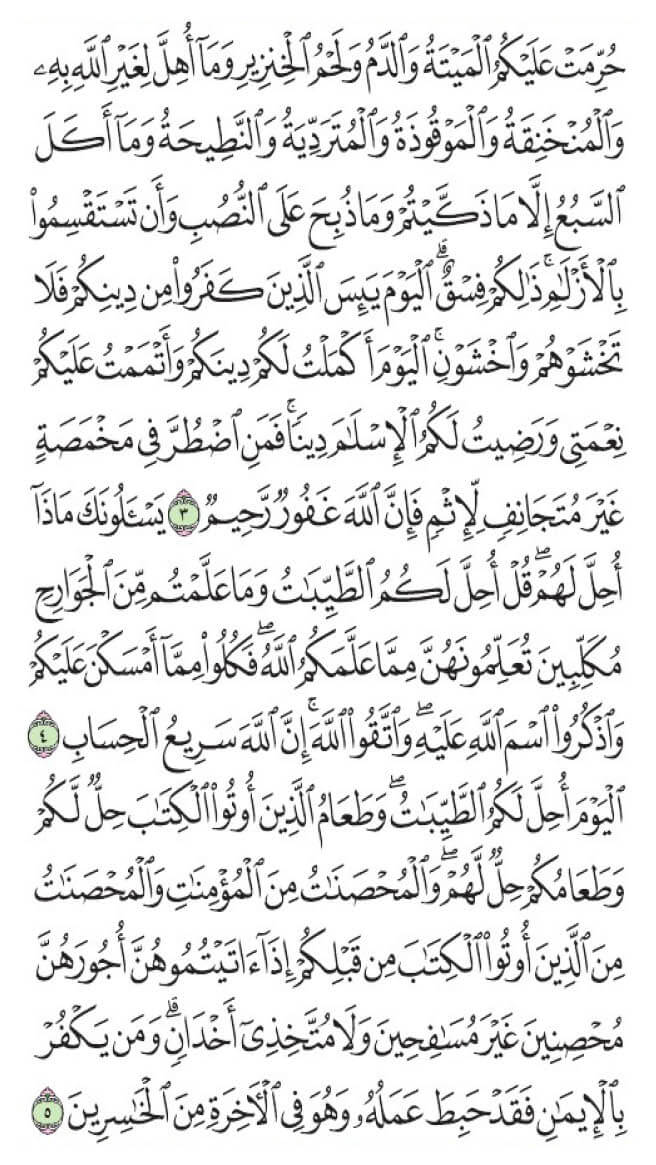 حُرِّمَتْ عَلَيْكُمُ ٱلْمَيْتَةُ وَٱلدَّمُ وَلَحْمُ ٱلْخِنزِيرِ وَمَآ أُهِلَّ لِغَيْرِ ٱللَّهِ بِهِۦ
وَٱلْمُنْخَنِقَةُ وَٱلْمَوْقُوذَةُ وَٱلْمُتَرَدِّيَةُ وَٱلنَّطِيحَةُ وَمَآ أَكَلَ
ٱلسَّبُعُ إِلَّا مَا ذَكَّيْتُمْ وَمَا ذُبِحَ عَلَى ٱلنُّصُبِ وَأَن تَسْتَقْسِمُوا۟
بِٱلْأَزْلَـٰمِ ۚ ذَٰلِكُمْ فِسْقٌ ۗ ٱلْيَوْمَ يَئِسَ ٱلَّذِينَ كَفَرُوا۟ مِن دِينِكُمْ فَلَا
تَخْشَوْهُمْ وَٱخْشَوْنِ ۚ ٱلْيَوْمَ أَكْمَلْتُ لَكُمْ دِينَكُمْ وَأَتْمَمْتُ عَلَيْكُمْ
نِعْمَتِى وَرَضِيتُ لَكُمُ ٱلْإِسْلَـٰمَ دِينًا ۚ فَمَنِ ٱضْطُرَّ فِى مَخْمَصَةٍ
غَيْرَ مُتَجَانِفٍ لِّإِثْمٍ فَإِنَّ ٱللَّهَ غَفُورٌ رَّحِيمٌ ٣ يَسْـَٔلُونَكَ مَاذَآ
أُحِلَّ لَهُمْ ۖ قُلْ أُحِلَّ لَكُمُ ٱلطَّيِّبَـٰتُ وَمَا عَلَّمْتُم مِّنَ ٱلْجَوَارِحِ
مُكَلِّبِينَ تُعَلِّمُونَهُنَّ مِمَّا عَلَّمَكُمُ ٱللَّهُ ۖ فَكُلُوا۟ مِمَّآ أَمْسَكْنَ عَلَيْكُمْ
وَٱذْكُرُوا۟ ٱسْمَ ٱللَّهِ عَلَيْهِ ۖ وَٱتَّقُوا۟ ٱللَّهَ ۚ إِنَّ ٱللَّهَ سَرِيعُ ٱلْحِسَابِ ٤
ٱلْيَوْمَ أُحِلَّ لَكُمُ ٱلطَّيِّبَـٰتُ ۖ وَطَعَامُ ٱلَّذِينَ أُوتُوا۟ ٱلْكِتَـٰبَ حِلٌّ لَّكُمْ
وَطَعَامُكُمْ حِلٌّ لَّهُمْ ۖ وَٱلْمُحْصَنَـٰتُ مِنَ ٱلْمُؤْمِنَـٰتِ وَٱلْمُحْصَنَـٰتُ
مِنَ ٱلَّذِينَ أُوتُوا۟ ٱلْكِتَـٰبَ مِن قَبْلِكُمْ إِذَآ ءَاتَيْتُمُوهُنَّ أُجُورَهُنَّ
مُحْصِنِينَ غَيْرَ مُسَـٰفِحِينَ وَلَا مُتَّخِذِىٓ أَخْدَانٍ ۗ وَمَن يَكْفُرْ
بِٱلْإِيمَـٰنِ فَقَدْ حَبِطَ عَمَلُهُۥ وَهُوَ فِى ٱلْـَٔاخِرَةِ مِنَ ٱلْخَـٰسِرِينَ ٥